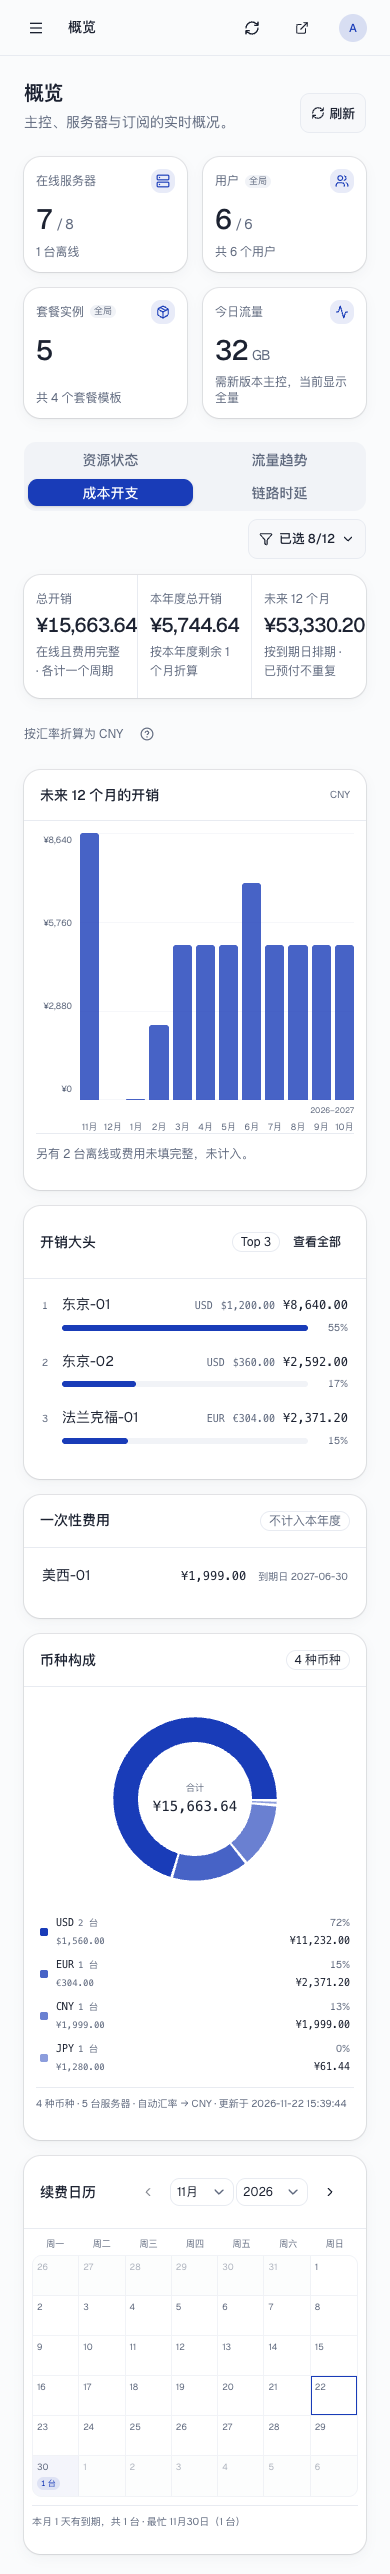 概览
A
概览
主控、服务器与订阅的实时概况。
刷新
在线服务器
7 / 8
1 台离线
用户 全局
6 / 6
共 6 个用户
套餐实例 全局
5
共 4 个套餐模板
今日流量
32 GB
需新版本主控，当前显示
全量
资源状态
流量趋势
成本开支
链路时延
已选 8/12
总开销
¥15,663.64
在线且费用完整
· 各计一个周期
本年度总开销
¥5,744.64
按本年度剩余 1
个月折算
未来 12 个月
¥53,330.20
按到期日排期 ·
已预付不重复
按汇率折算为 CNY
未来 12 个月的开销
CNY
¥8,640
¥5,760
¥2,880
¥0
2026–2027
11月 12月 1月 2月 3月 4月 5月 6月 7月 8月 9月 10月
另有 2 台离线或费用未填完整，未计入。
开销大头
Top 3
查看全部
1 东京-01 USD $1,200.00 ¥8,640.00
55%
2 东京-02 USD $360.00 ¥2,592.00
17%
3 法兰克福-01 EUR €304.00 ¥2,371.20
15%
一次性费用
不计入本年度
美西-01 ¥1,999.00 到期日 2027-06-30
币种构成
4 种币种
合计
¥15,663.64
USD 2 台 72%
$1,560.00 ¥11,232.00
EUR 1 台 15%
€304.00 ¥2,371.20
CNY 1 台 13%
¥1,999.00 ¥1,999.00
JPY 1 台 0%
¥1,280.00 ¥61.44
4 种币种 · 5 台服务器 · 自动汇率 → CNY · 更新于 2026-11-22 15:39:44
续费日历
11月
2026
周一 周二 周三 周四 周五 周六 周日
26 27 28 29 30 31 1
2 3 4 5 6 7 8
9 10 11 12 13 14 15
16 17 18 19 20 21 22
23 24 25 26 27 28 29
30 1 2 3 4 5 6
1 台
本月 1 天有到期，共 1 台 · 最忙 11月30日（1 台）